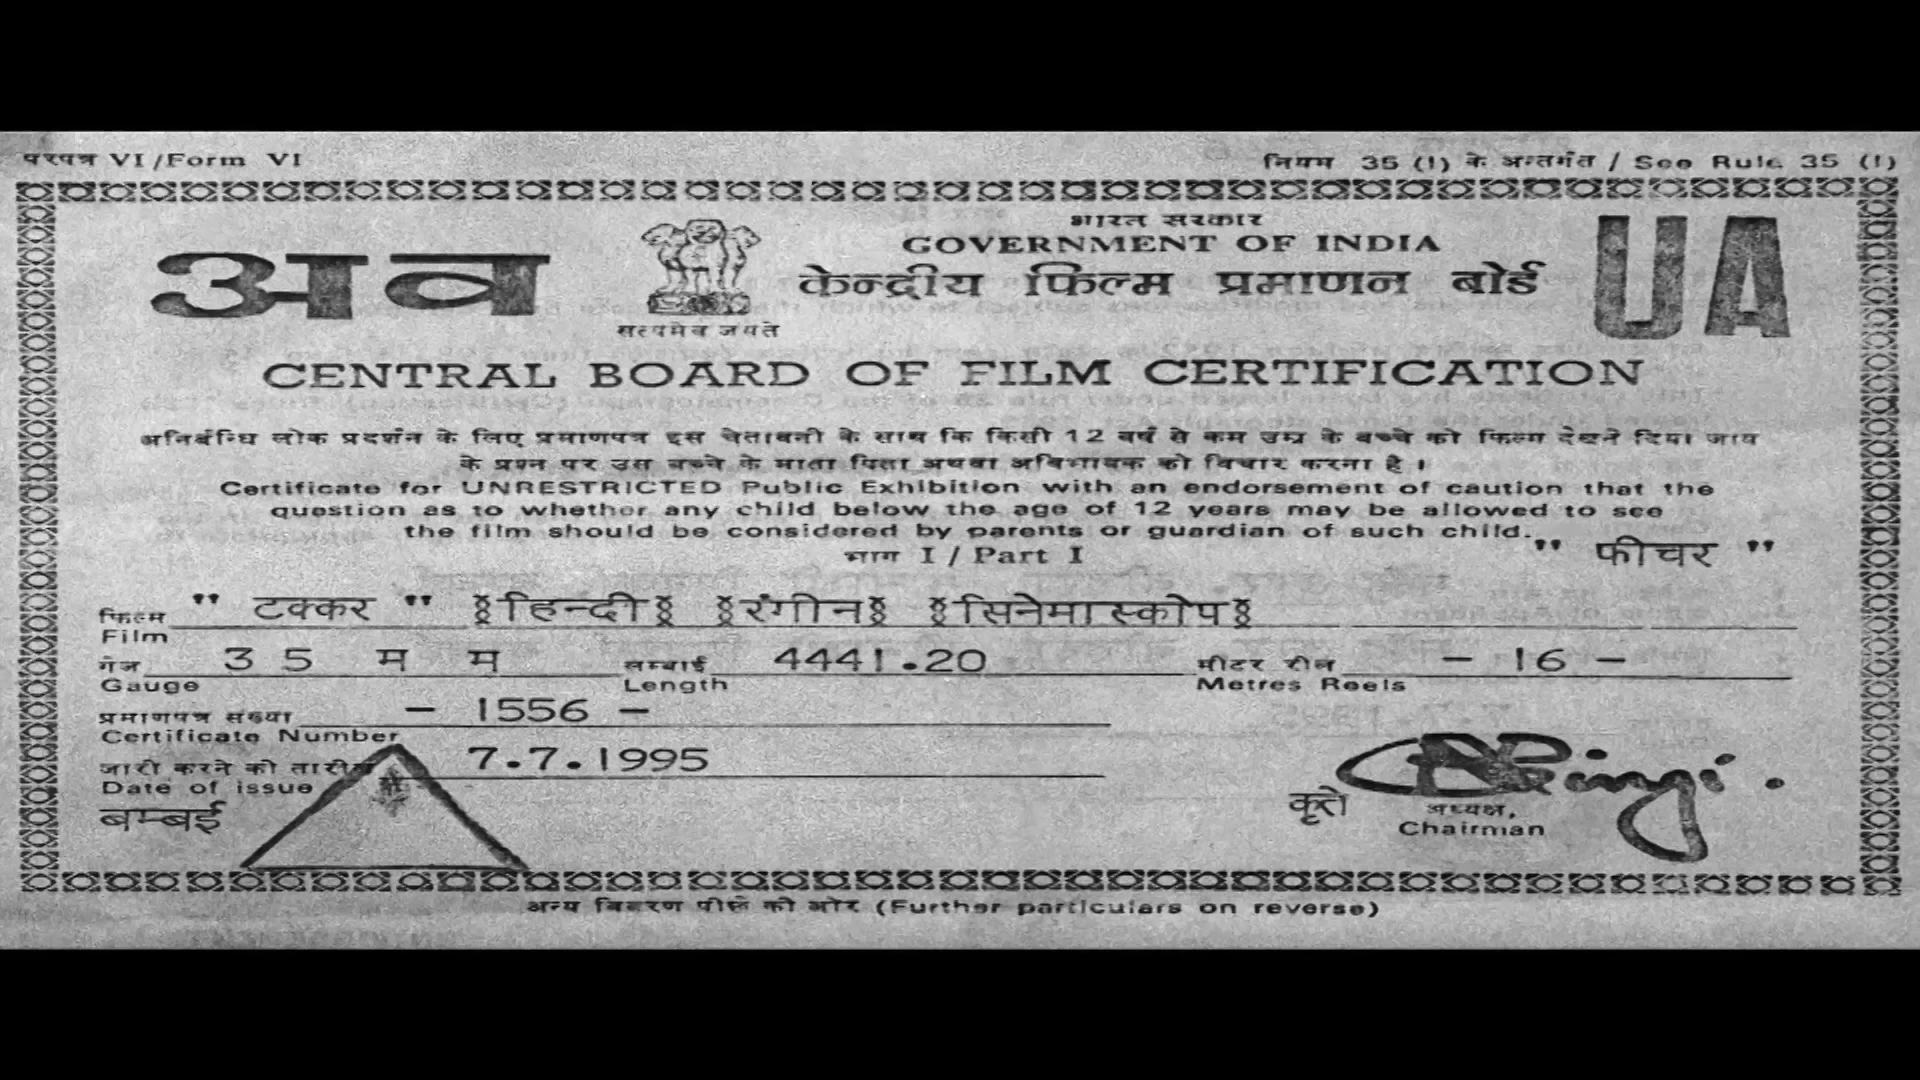 परपत्र VI /Form VI
नियम 35 (1) के अन्तर्गत / See Rule 35 (1)
भारत सरकार
GOVERNMENT OF INDIA
अव
केन्द्रीय फिल्म प्रमाणन बोर्ड
UA
सत्यमेव जयते
CENTRAL BOARD OF FILM CERTIFICATION
अनिर्बन्धि लोक प्रदर्शन के लिए प्रमाणपत्र इस चेतावनी के साथ कि किसी 12 वर्ष से कम उम्र के बच्चे को फिल्म देखने दिया जाय
के प्रश्न पर उस बच्चे के माता पिता अथवा अविभावक को विचार करना है।
Certificate for UNRESTRICTED Public Exhibition with an endorsement of caution that the
question as to whether any child below the age of 12 years may be allowed to see
the film should be considered by parents or guardian of such child.
भाग I / Part I
" फीचर "
फिल्म " टक्कर " हिन्दी रंगीन सिनेमास्कोप
Film
गेज 35 म म लम्बाई 4441.20 मीटर रील - 16 -
Gauge Length Metres Reels
प्रमाणपत्र संख्या - 1556 -
Certificate Number
जारी करने की तारीख 7.7.1995
Date of issue
बम्बई
कृते
अध्यक्ष,
Chairman
अन्य विवरण पीछे की ओर (Further particulars on reverse)